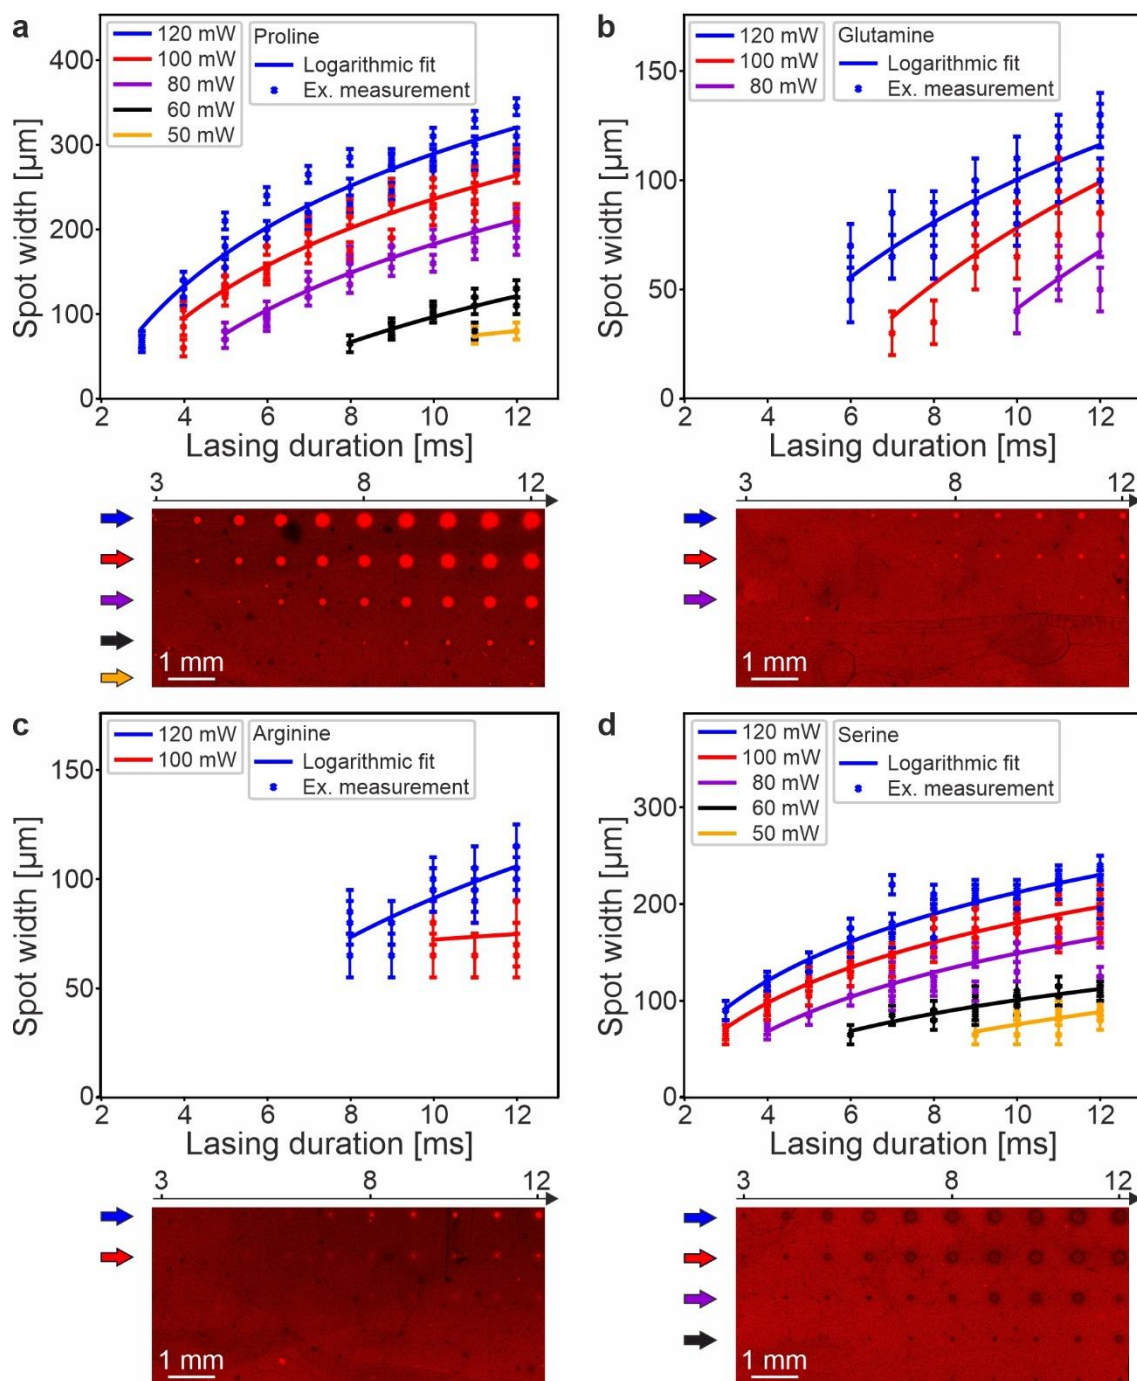 a
120 mW
100 mW
80 mW
60 mW
50 mW
Proline
Logarithmic fit
Ex. measurement
400
300
200
100
0
Spot width [µm]
2 4 6 8 10 12
Lasing duration [ms]
3 8 12
1 mm
b
120 mW
100 mW
80 mW
Glutamine
Logarithmic fit
Ex. measurement
150
100
50
0
Spot width [µm]
2 4 6 8 10 12
Lasing duration [ms]
3 8 12
1 mm
c
120 mW
100 mW
Arginine
Logarithmic fit
Ex. measurement
150
100
50
0
Spot width [µm]
2 4 6 8 10 12
Lasing duration [ms]
3 8 12
1 mm
d
120 mW
100 mW
80 mW
60 mW
50 mW
Serine
Logarithmic fit
Ex. measurement
300
200
100
0
Spot width [µm]
2 4 6 8 10 12
Lasing duration [ms]
3 8 12
1 mm